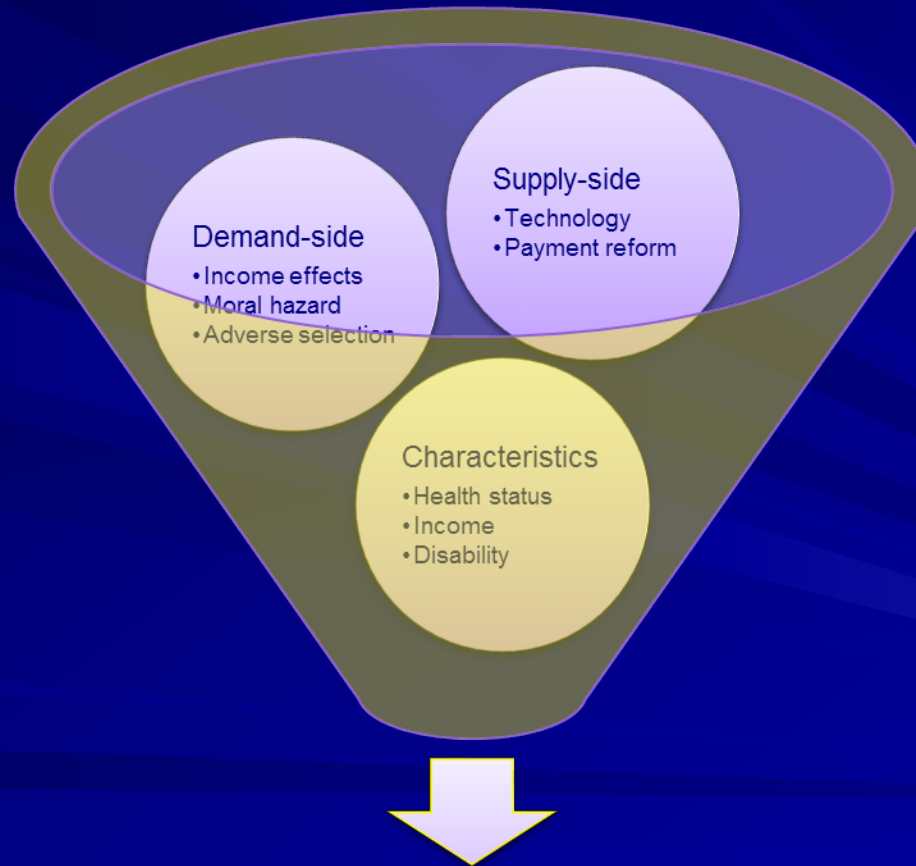 Supply-side
•Technology
•Payment reform
Demand-side
•Income effects
•Moral hazard
•Adverse selection
Characteristics
•Health status
•Income
•Disability